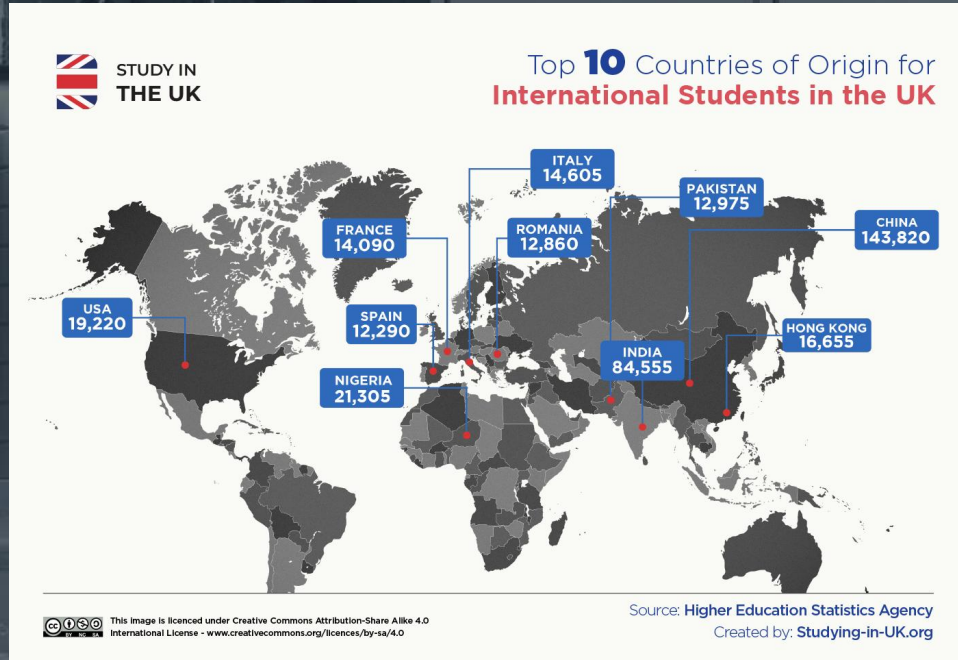 STUDY IN
THE UK
Top 10 Countries of Origin for
International Students in the UK
ITALY
14,605
PAKISTAN
12,975
CHINA
143,820
FRANCE
14,090
ROMANIA
12,860
USA
19,220
SPAIN
12,290
HONG KONG
16,655
INDIA
84,555
NIGERIA
21,305
Source: Higher Education Statistics Agency
Created by: Studying-in-UK.org
cc BY NC SA
This image is licenced under Creative Commons Attribution-Share Alike 4.0
International License - www.creativecommons.org/licences/by-sa/4.0